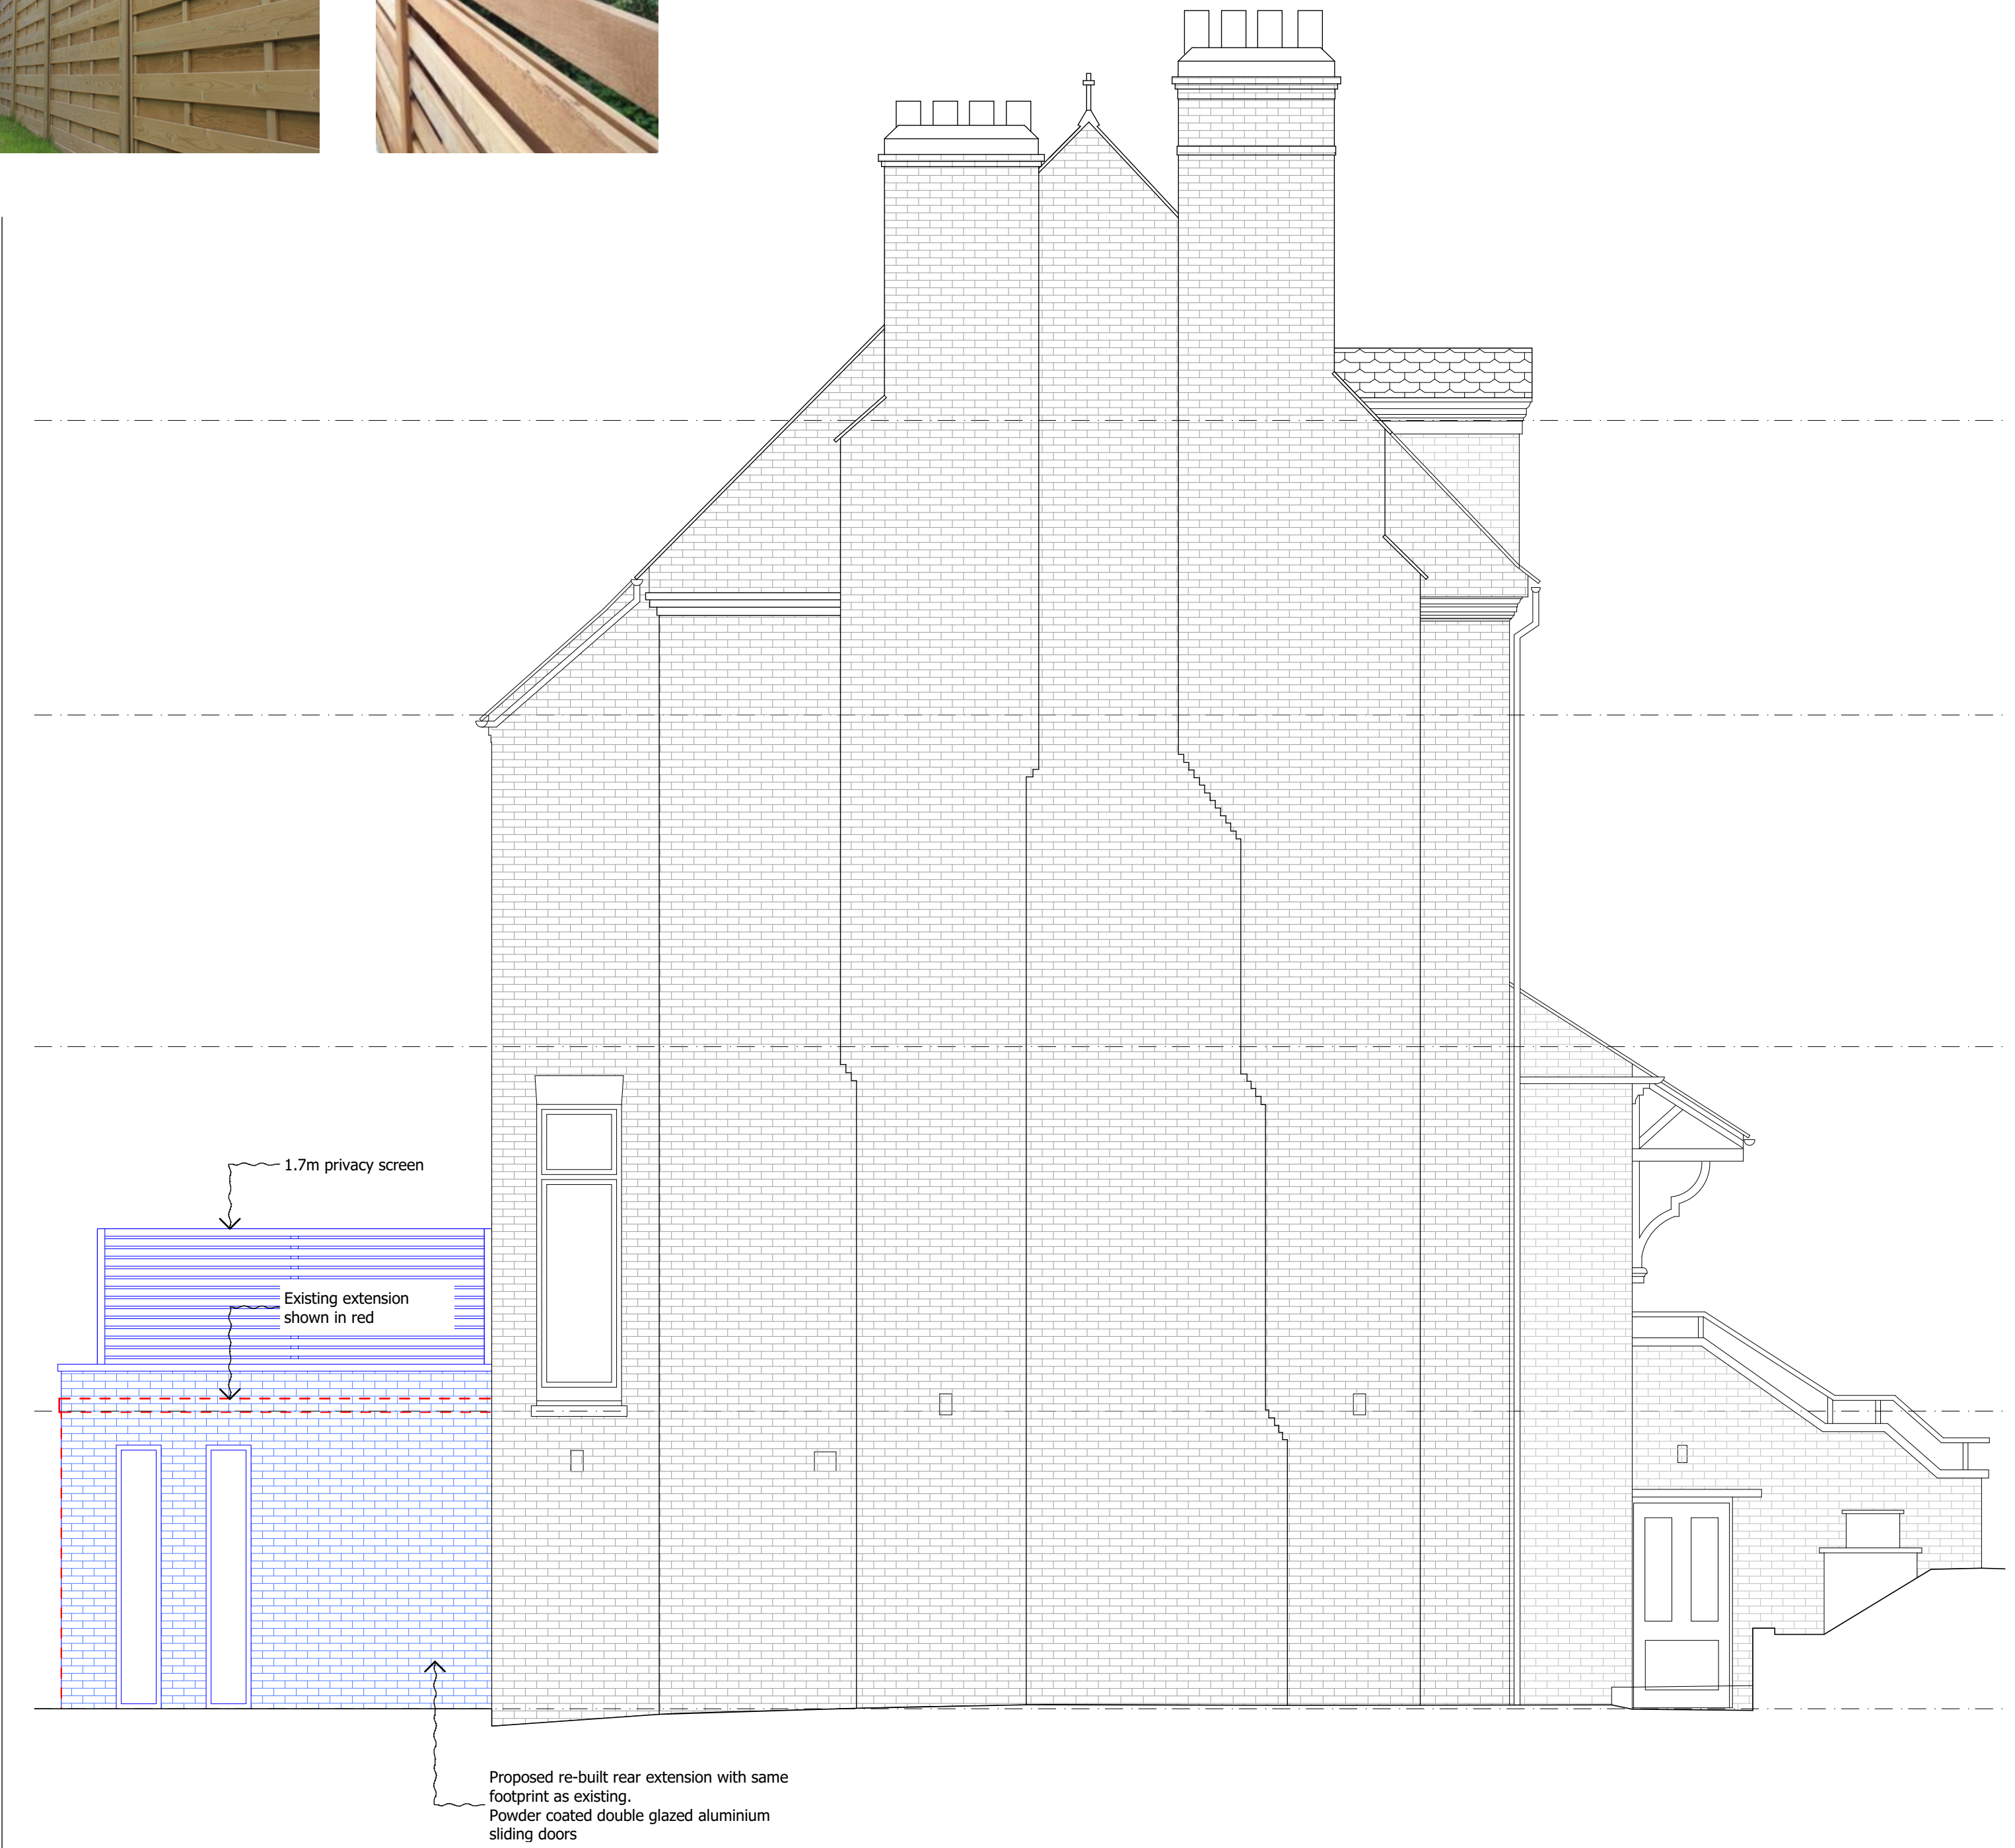 1.7m privacy screen
Existing extension
shown in red
Proposed re-built rear extension with same
footprint as existing.
Powder coated double glazed aluminium
sliding doors